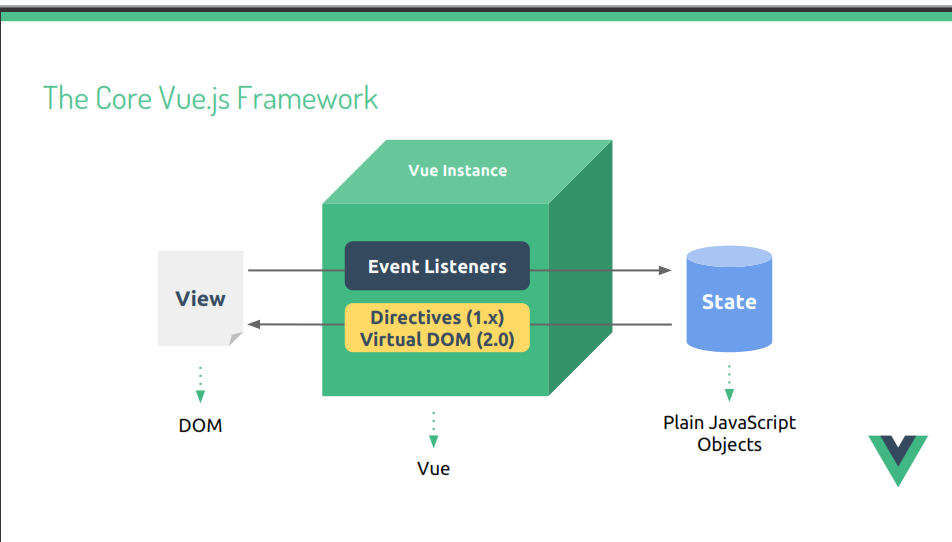 The Core Vue.js Framework
Vue Instance
Event Listeners
View
State
Directives (1.x)
Virtual DOM (2.0)
DOM
Plain JavaScript
Objects
Vue